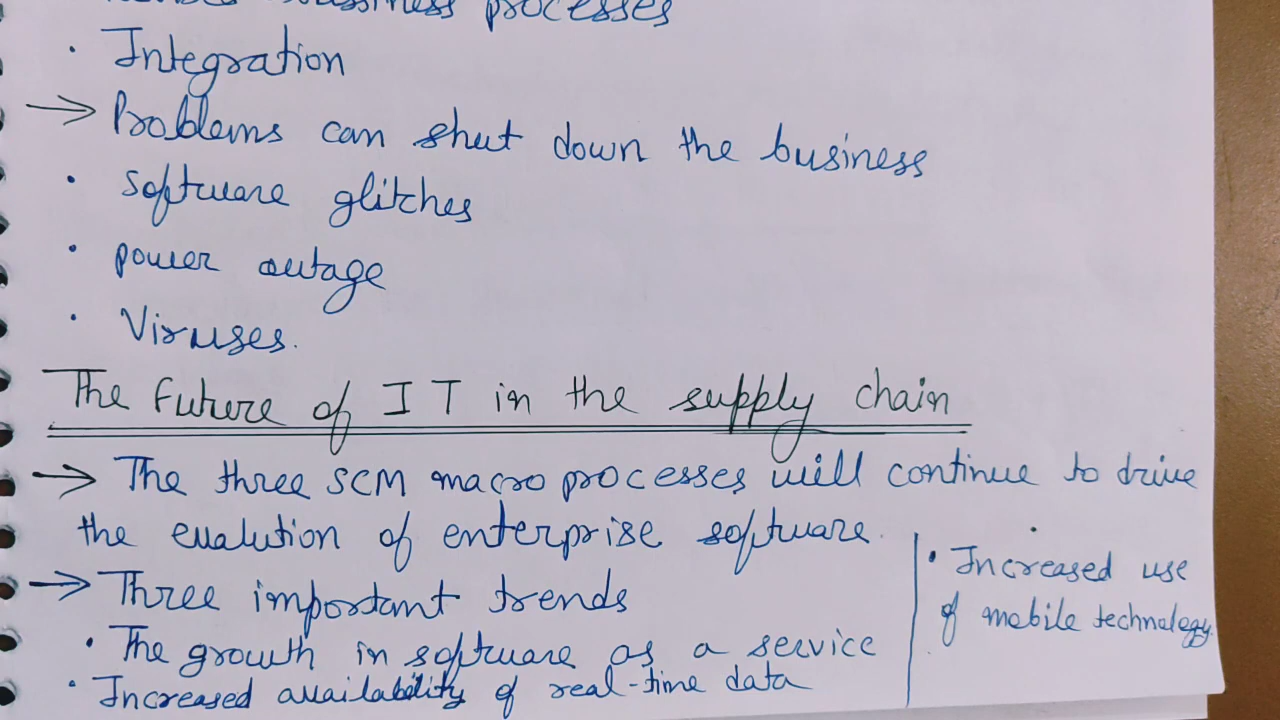 processes
· Integration
→ Problems can shut down the business
· software glitches
· power outage
· Viruses.
The Future of IT in the supply chain
→ The three SCM macro processes will continue to drive
the evalution of enterprise software.
→ Three important trends
· The growth in software as a service
· Increased availability of real-time data
· Increased use
of mobile technology.